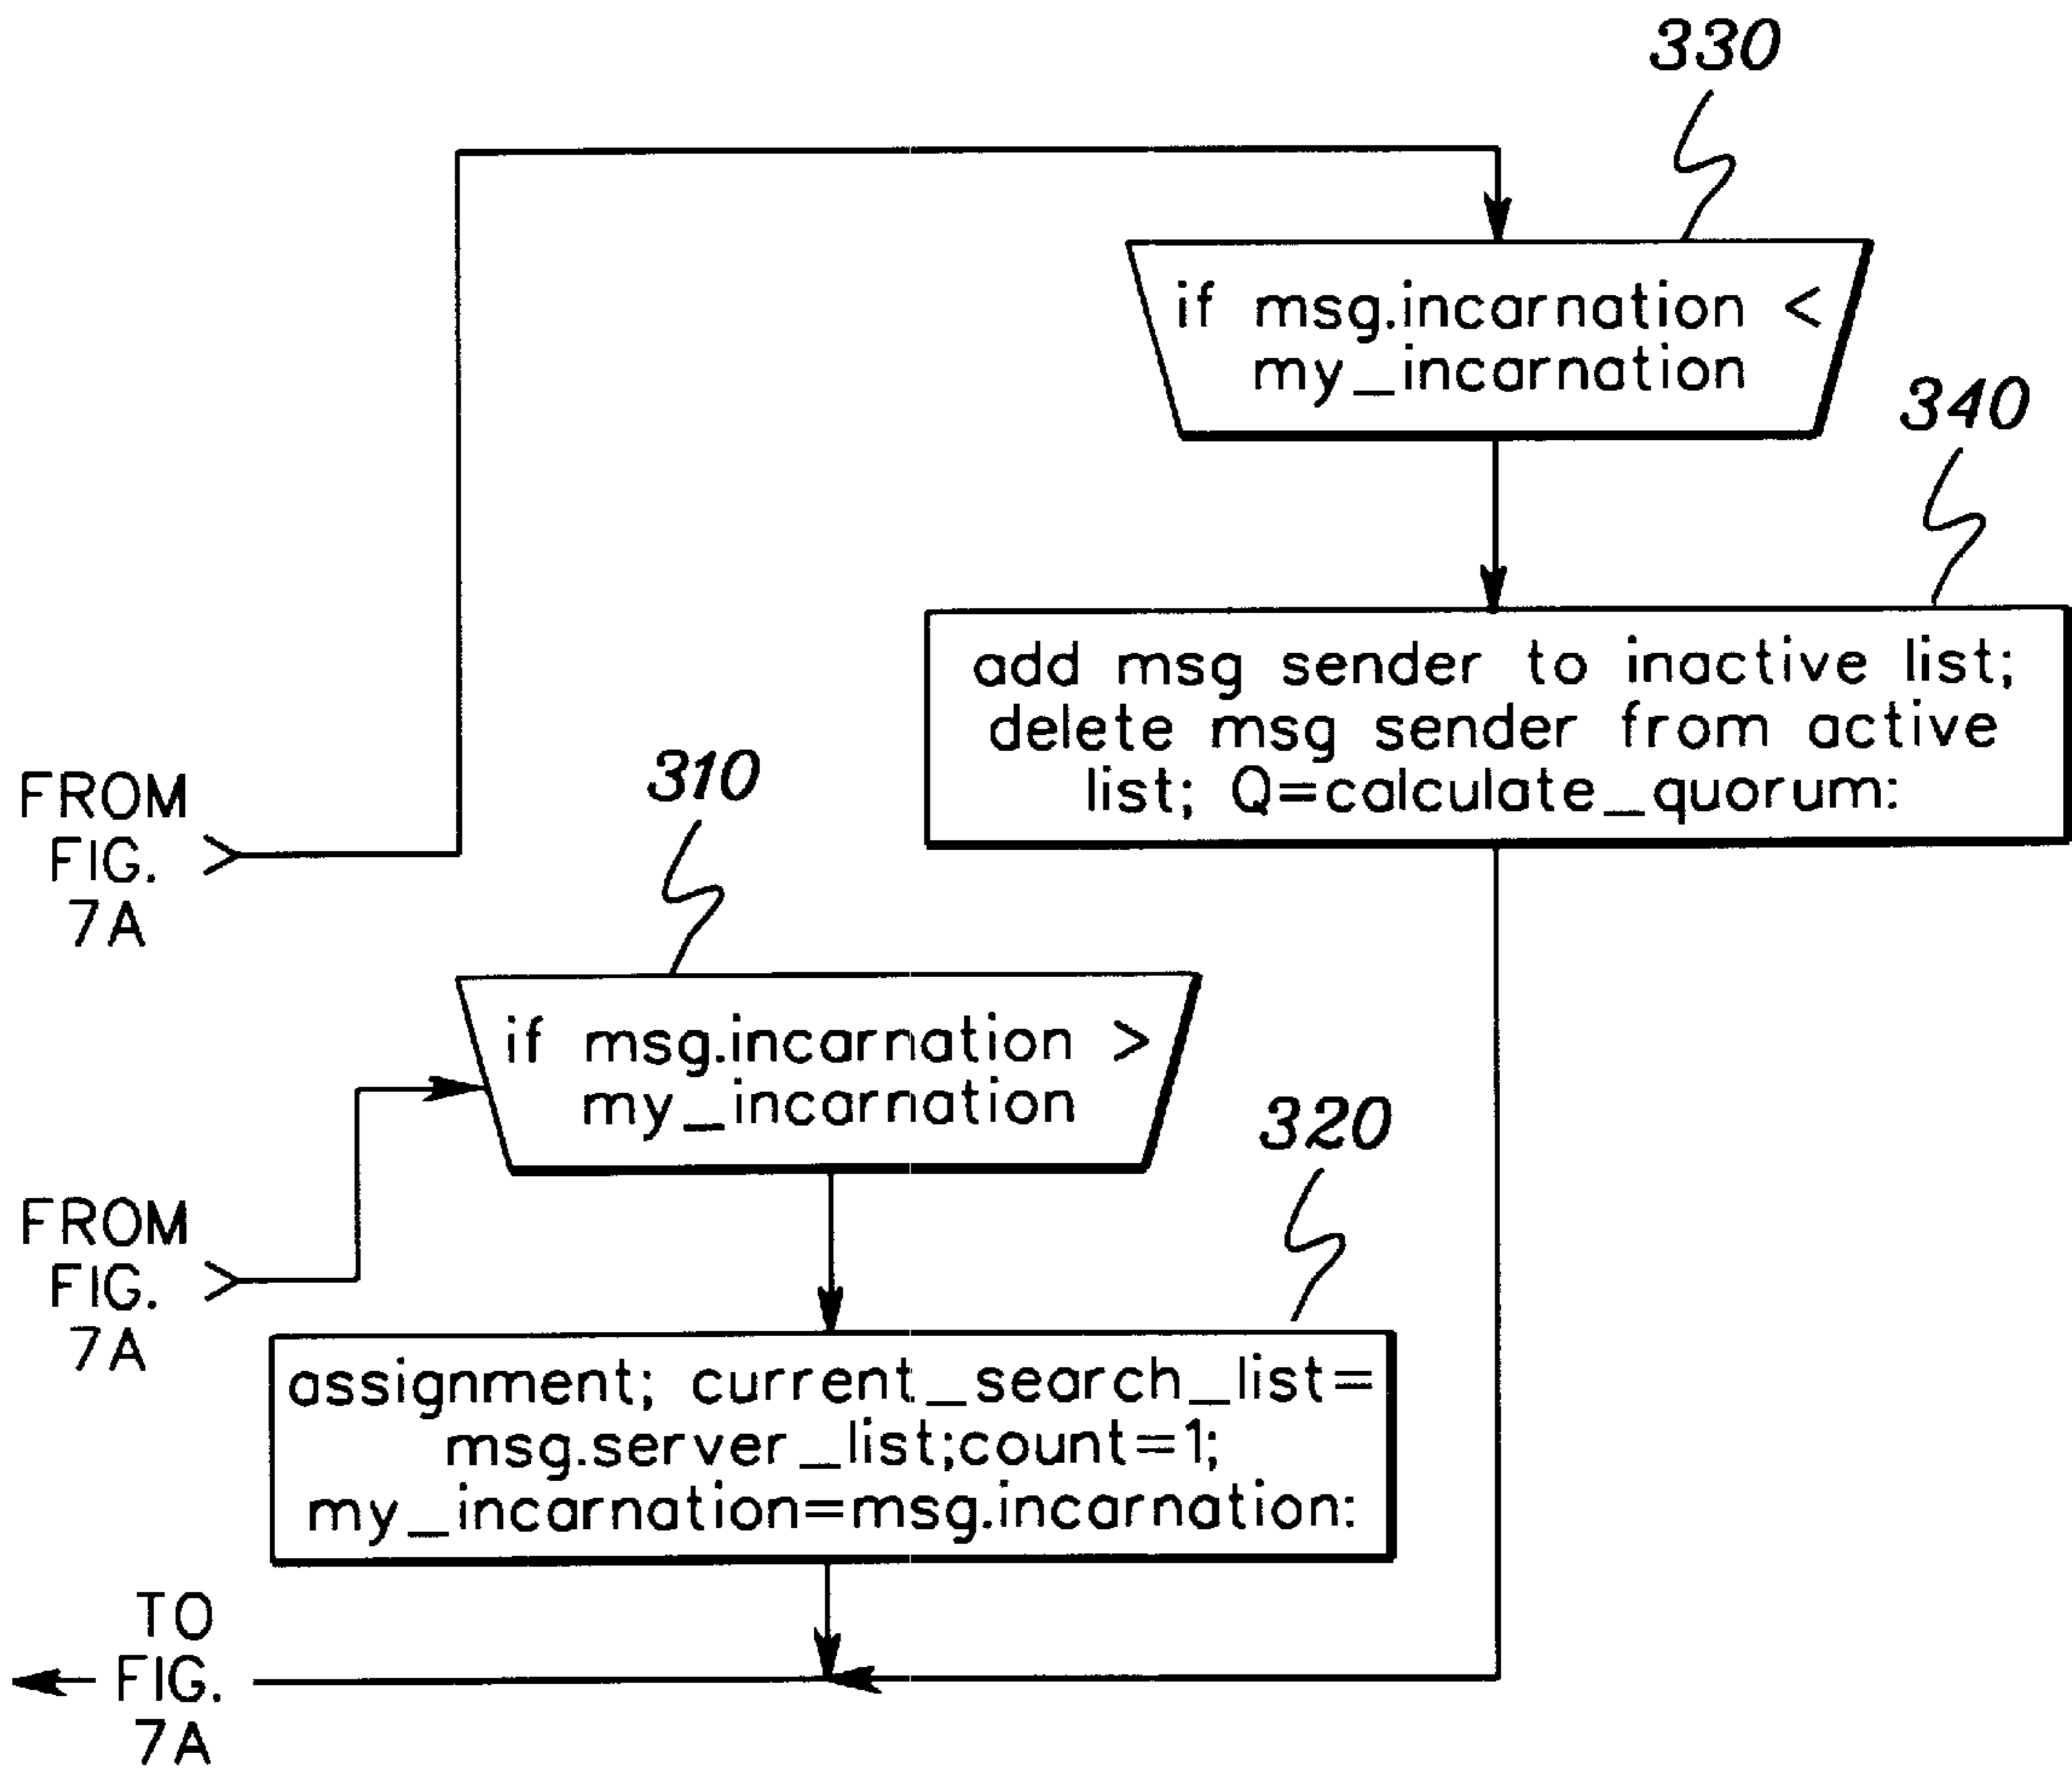 330
if msg.incarnation <
my_incarnation
340
add msg sender to inactive list;
delete msg sender from active
list; Q=calculate_quorum:
FROM
FIG.
7A
310
if msg.incarnation >
my_incarnation
320
FROM
FIG.
7A
assignment; current_search_list=
msg.server_list;count=1;
my_incarnation=msg.incarnation:
TO
FIG.
7A